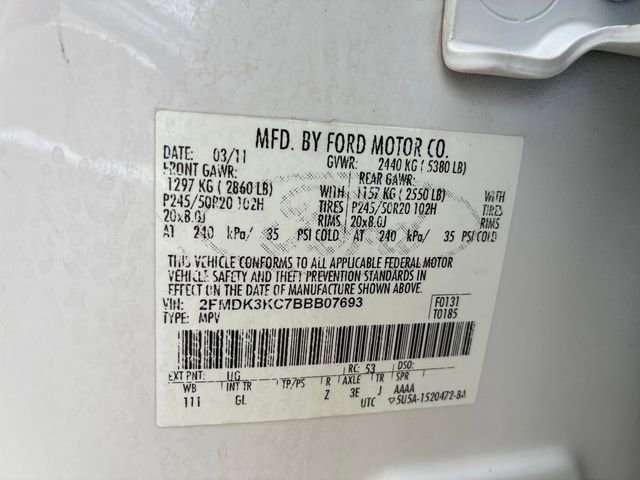 MFD. BY FORD MOTOR CO.
DATE: 03/11 GVWR: 2440 KG ( 5380 LB)
FRONT GAWR: REAR GAWR:
1297 KG ( 2860 LB) WITH 1157 KG ( 2550 LB) WITH
P245/50R20 102H TIRES P245/50R20 102H TIRES
20x8.0J RIMS 20x8.0J RIMS
AT 240 kPa/ 35 PSI COLD AT 240 kPa/ 35 PSI COLD
THIS VEHICLE CONFORMS TO ALL APPLICABLE FEDERAL MOTOR
VEHICLE SAFETY AND THEFT PREVENTION STANDARDS IN
EFFECT ON THE DATE OF MANUFACTURE SHOWN ABOVE.
VIN: 2FMDK3KC7BBB07693 F0131
TYPE: MPV T0185
EXT PNT: UG RC: 53 DSO:
WB INT TR TP/PS R AXLE TR SPR
111 GL Z 3E J AAAA
UTC ▽5U5A-1520472-BA